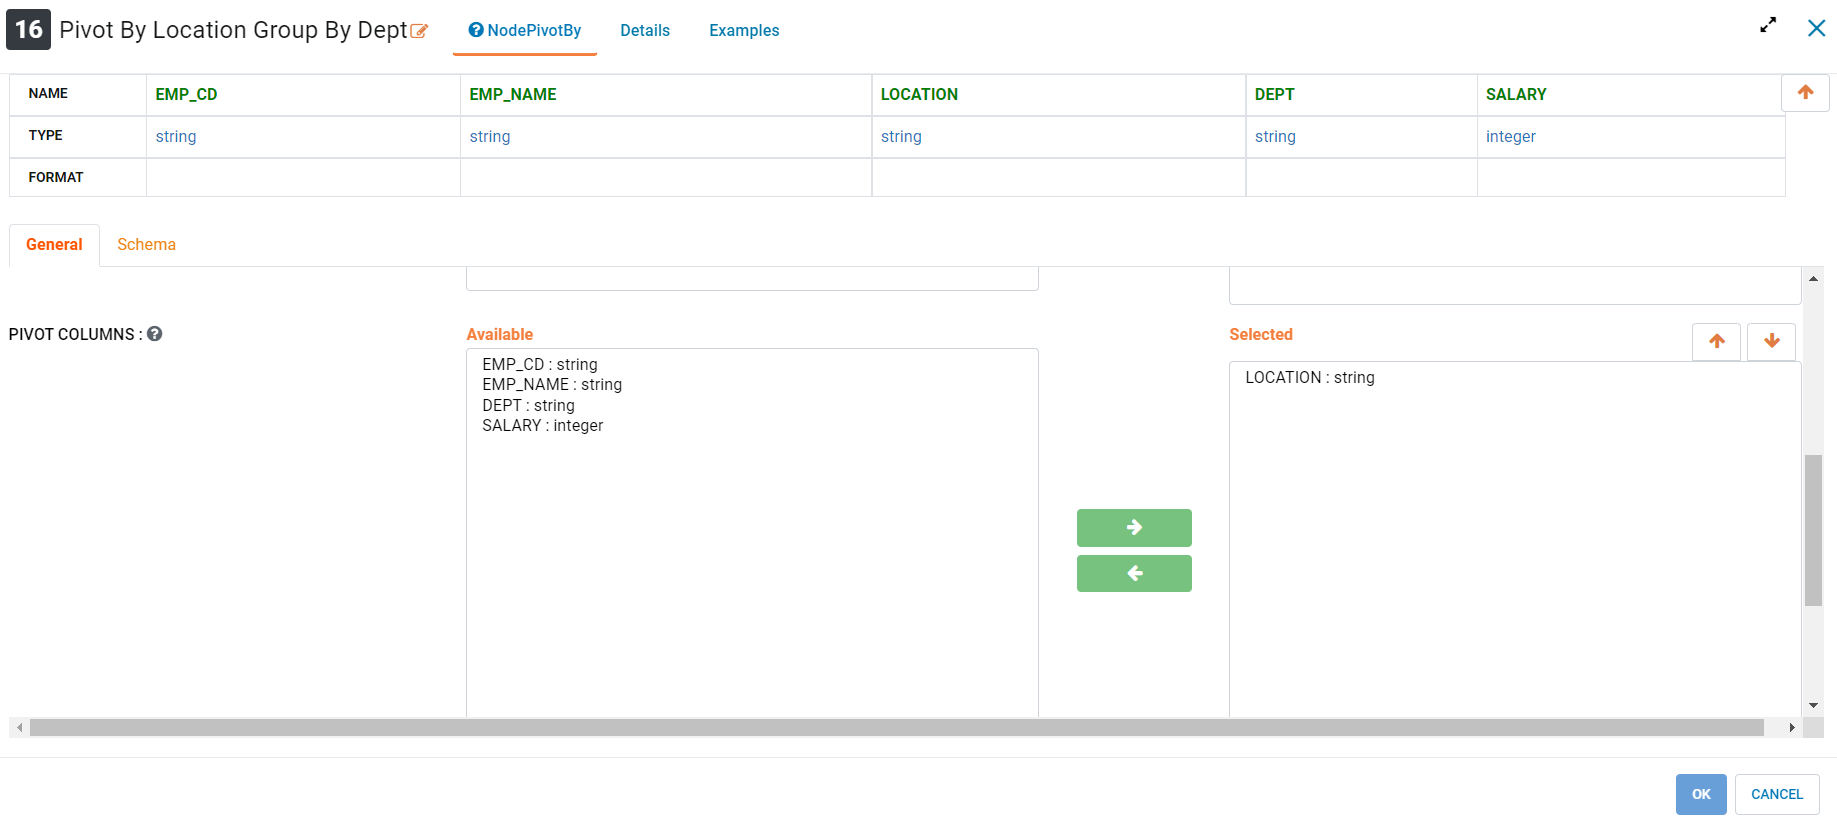 16 Pivot By Location Group By Dept NodePivotBy Details Examples
NAME EMP_CD EMP_NAME LOCATION DEPT SALARY
TYPE string string string string integer
FORMAT
General Schema
PIVOT COLUMNS : Available Selected
EMP_CD : string
EMP_NAME : string
DEPT : string
SALARY : integer
LOCATION : string
OK CANCEL